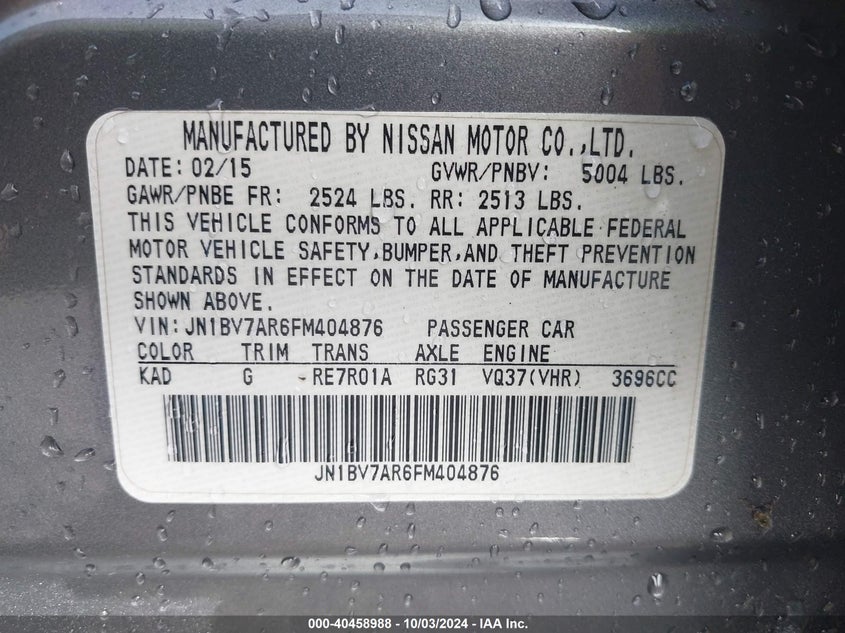 MANUFACTURED BY NISSAN MOTOR CO.,LTD.
DATE: 02/15 GVWR/PNBV: 5004 LBS.
GAWR/PNBE FR: 2524 LBS. RR: 2513 LBS.
THIS VEHICLE CONFORMS TO ALL APPLICABLE FEDERAL
MOTOR VEHICLE SAFETY,BUMPER,AND THEFT PREVENTION
STANDARDS IN EFFECT ON THE DATE OF MANUFACTURE
SHOWN ABOVE.
VIN:JN1BV7AR6FM404876 PASSENGER CAR
COLOR TRIM TRANS AXLE ENGINE
KAD G RE7R01A RG31 VQ37(VHR) 3696CC
JN1BV7AR6FM404876
000-40458988 - 10/03/2024 - IAA Inc.